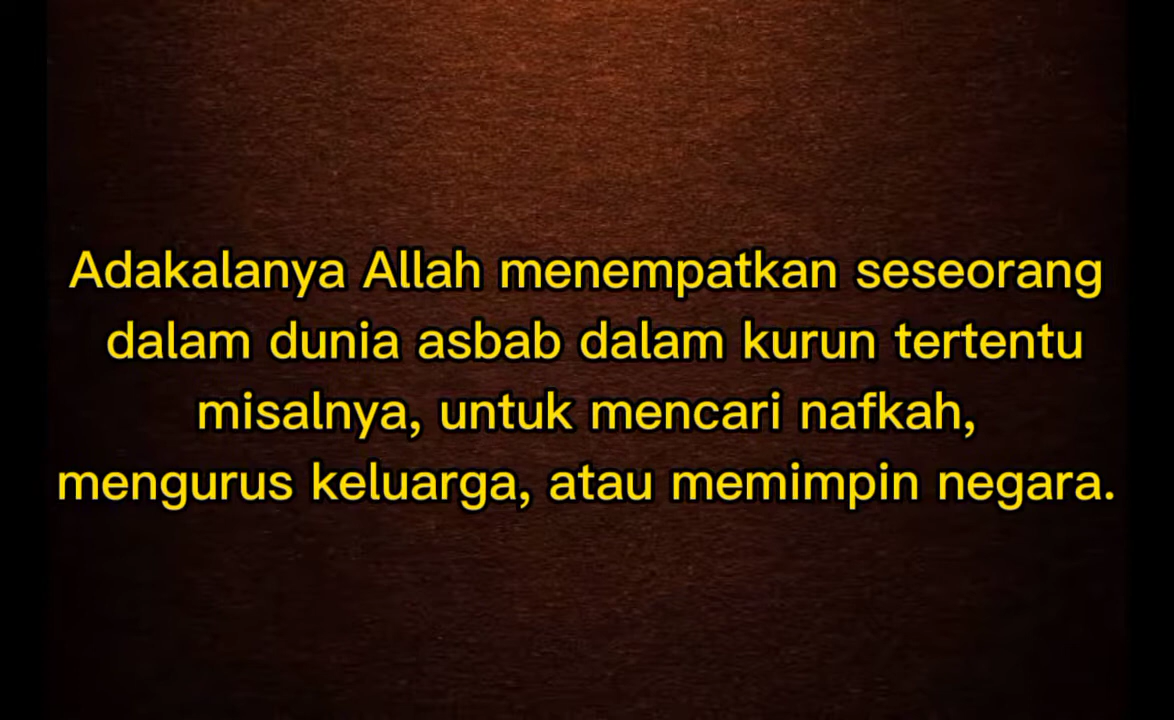 Adakalanya Allah menempatkan seseorang
dalam dunia asbab dalam kurun tertentu
misalnya, untuk mencari nafkah,
mengurus keluarga, atau memimpin negara.